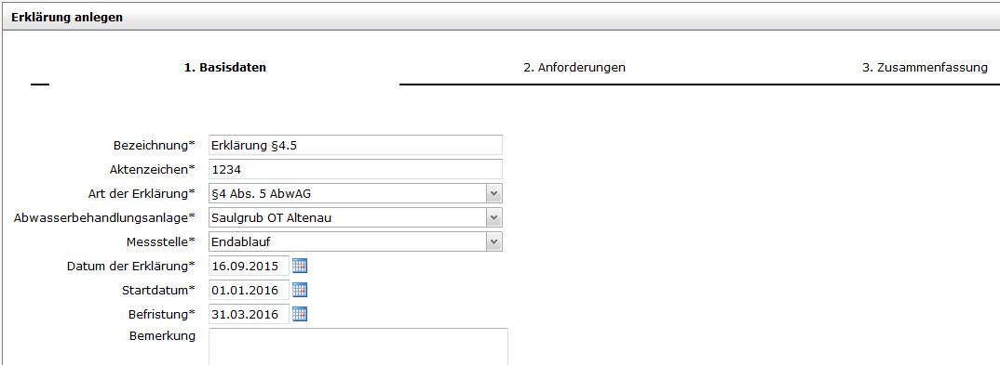 Erklärung anlegen
1. Basisdaten 2. Anforderungen 3. Zusammenfassung
Bezeichnung* Erklärung §4.5
Aktenzeichen* 1234
Art der Erklärung* §4 Abs. 5 AbwAG
Abwasserbehandlungsanlage* Saulgrub OT Altenau
Messstelle* Endablauf
Datum der Erklärung* 16.09.2015
Startdatum* 01.01.2016
Befristung* 31.03.2016
Bemerkung